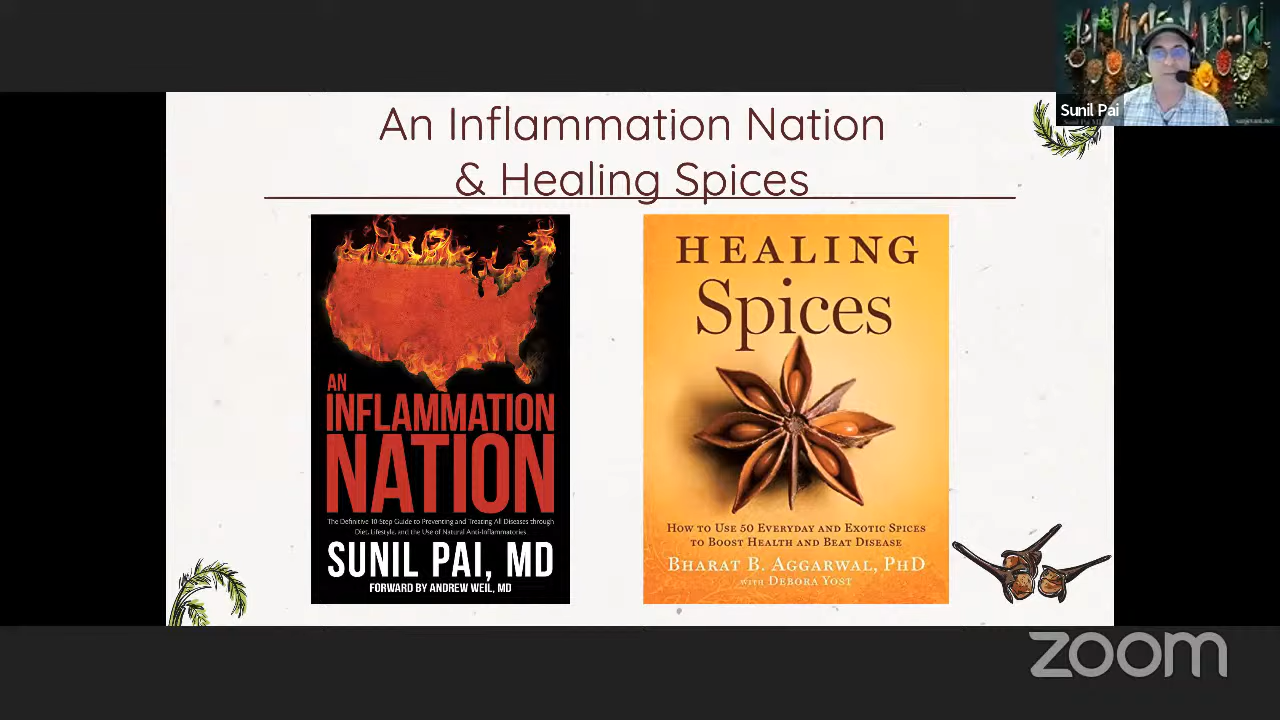 An Inflammation Nation
& Healing Spices
Sunil Pai
AN
INFLAMMATION
NATION
The Definitive 10-Step Guide to Preventing and Treating All Diseases through
Diet, Lifestyle, and the Use of Natural Anti-Inflammatories
SUNIL PAI, MD
FORWARD BY ANDREW WEIL, MD
HEALING
Spices
HOW TO USE 50 EVERYDAY AND EXOTIC SPICES
TO BOOST HEALTH AND BEAT DISEASE
BHARAT B. AGGARWAL, PHD
WITH DEBORA YOST
zoom